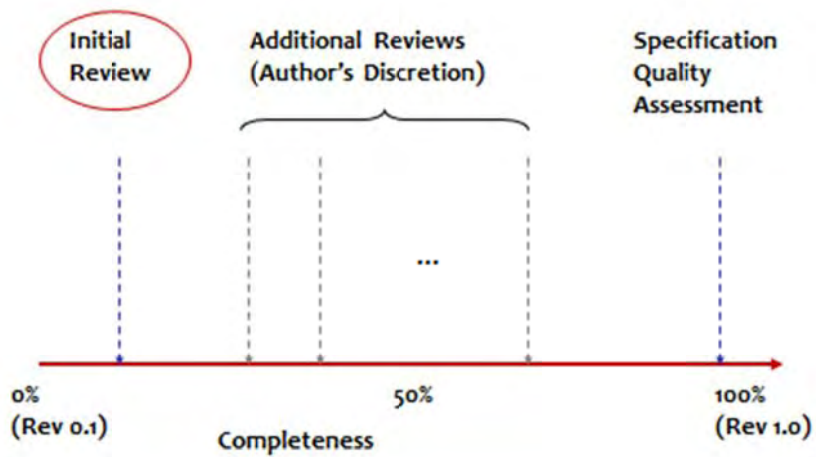 Initial
Review
Additional Reviews
(Author's Discretion)
Specification
Quality
Assessment
...
0%
(Rev 0.1)
50%
100%
(Rev 1.0)
Completeness